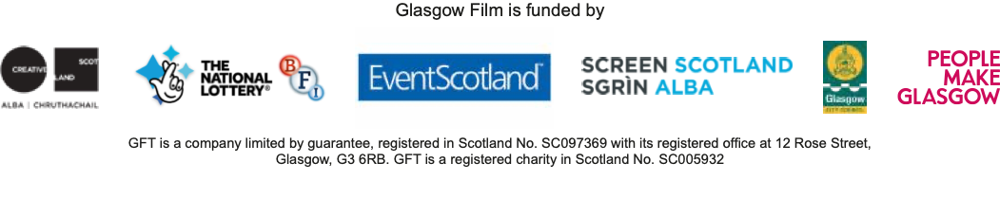 Glasgow Film is funded by
CREATIVE SCOT
LAND
ALBA | CHRUTHACHAIL
THE
NATIONAL
LOTTERY®
B
F
I
EventScotland™
SCREEN SCOTLAND
SGRÌN ALBA
Glasgow
CITY COUNCIL
PEOPLE
MAKE
GLASGOW
GFT is a company limited by guarantee, registered in Scotland No. SC097369 with its registered office at 12 Rose Street,
Glasgow, G3 6RB. GFT is a registered charity in Scotland No. SC005932